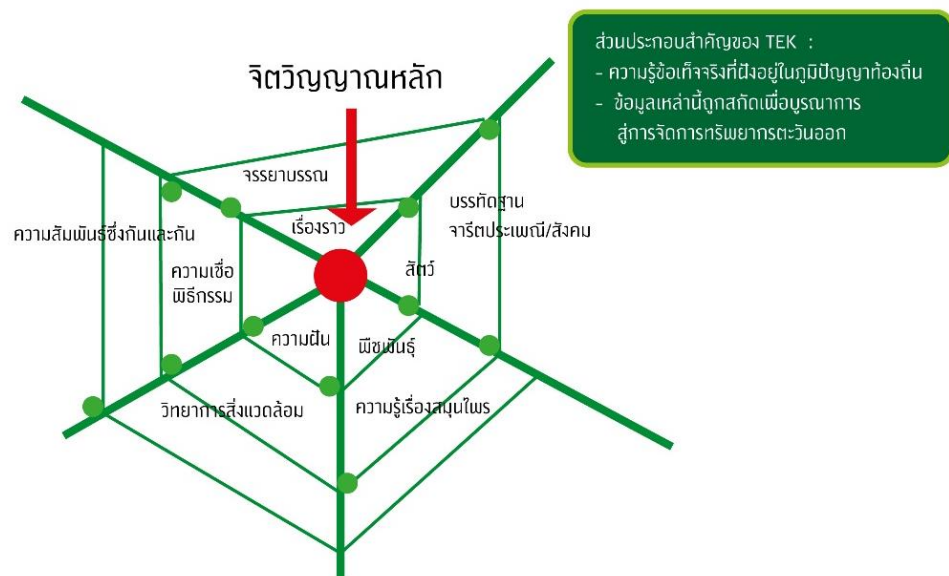 ส่วนประกอบสำคัญของ TEK :
- ความรู้ข้อเท็จจริงที่ฝังอยู่ในภูมิปัญญาท้องถิ่น
- ข้อมูลเหล่านี้ถูกสกัดเพื่อบูรณาการ
สู่การจัดการทรัพยากรตะวันออก
จิตวิญญาณหลัก
จรรยาบรรณ
บรรทัดฐาน
จารีตประเพณี/สังคม
เรื่องราว
ความสัมพันธ์ซึ่งกันและกัน
ความเชื่อ
พิธีกรรม
สัตว์
ความฝัน
พืชพันธุ์
วิทยาการสิ่งแวดล้อม
ความรู้เรื่องสมุนไพร